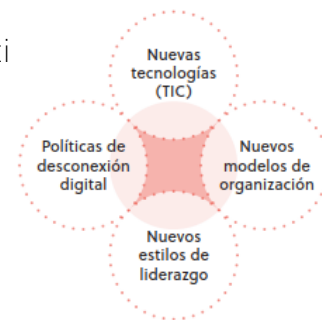 Nuevas
tecnologías
(TIC)
Políticas de
desconexión
digital
Nuevos
modelos de
organización
Nuevos
estilos de
liderazgo